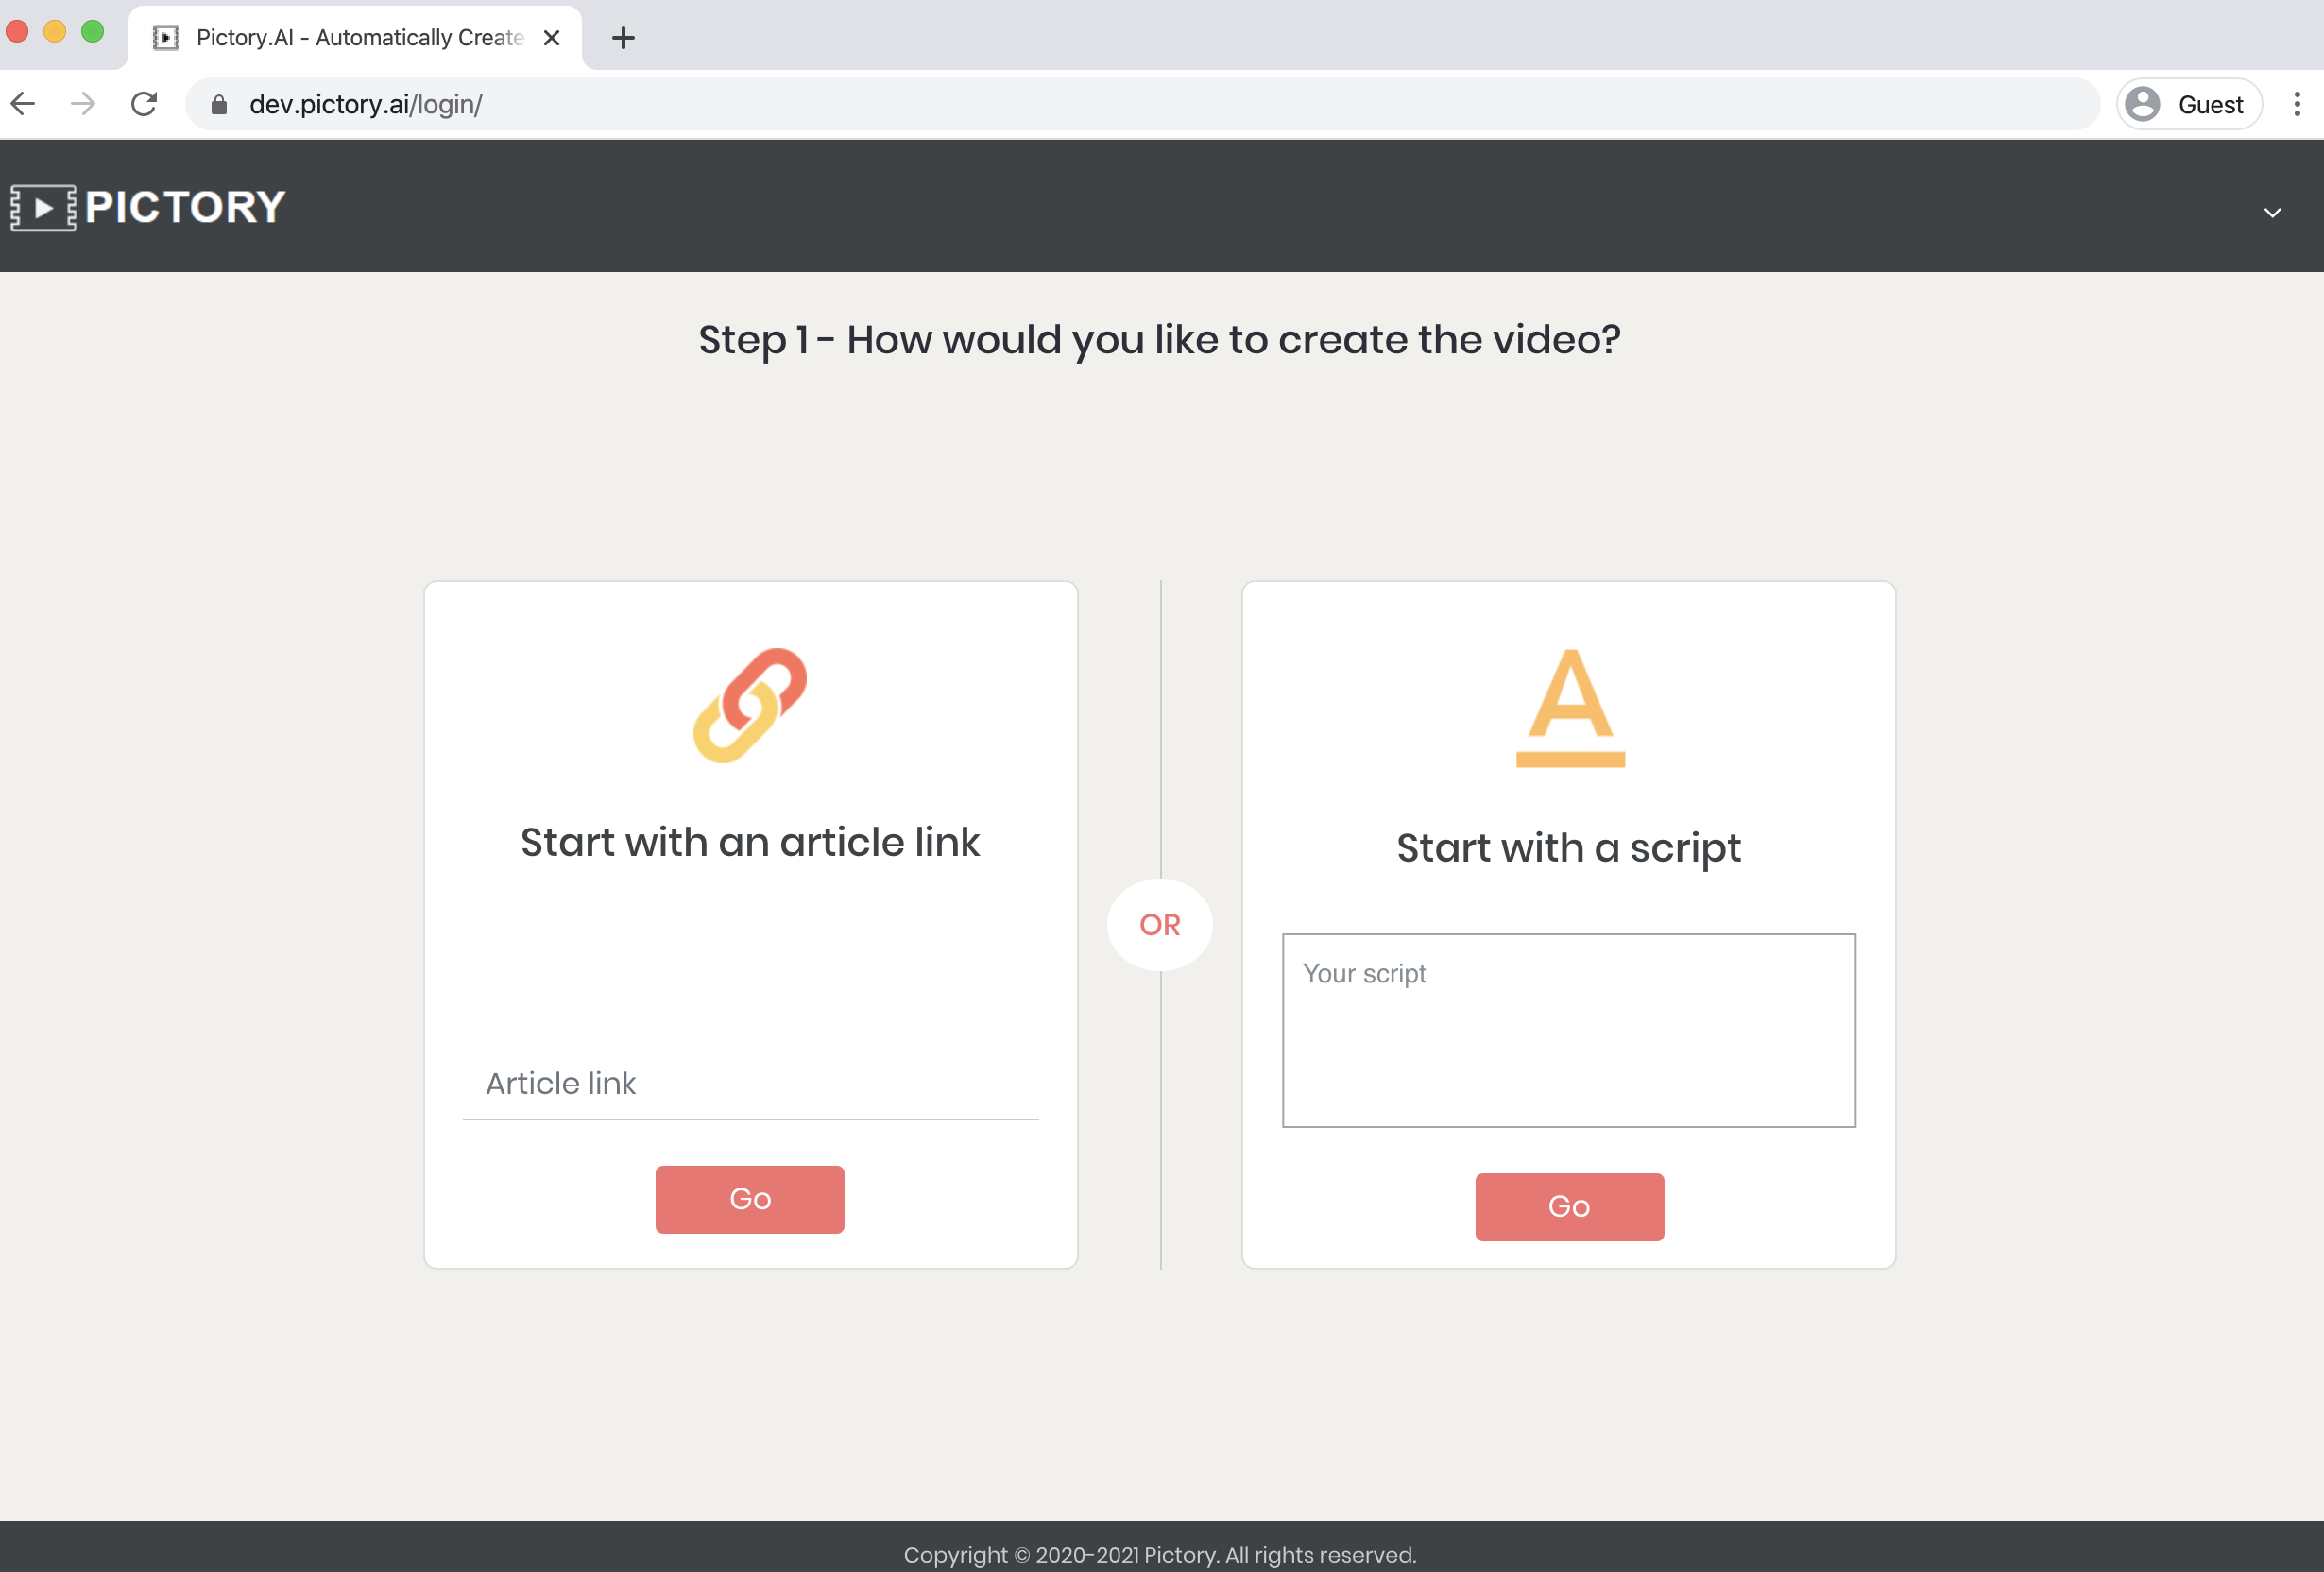 Pictory.AI - Automatically Create
dev.pictory.ai/login/
Guest
PICTORY
Step 1 - How would you like to create the video?
Start with an article link
Article link
Go
OR
A
Start with a script
Your script
Go
Copyright © 2020-2021 Pictory. All rights reserved.